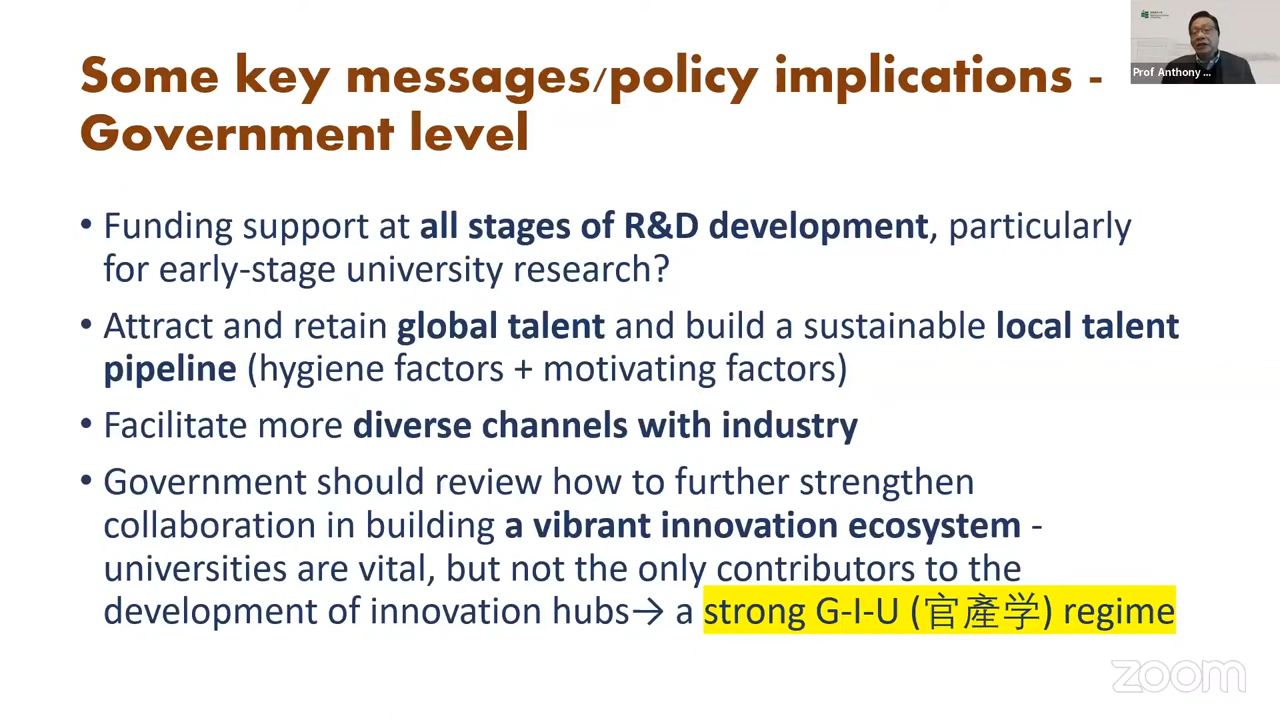 Some key messages/policy implications -
Government level
• Funding support at all stages of R&D development, particularly
for early-stage university research?
• Attract and retain global talent and build a sustainable local talent
pipeline (hygiene factors + motivating factors)
• Facilitate more diverse channels with industry
• Government should review how to further strengthen
collaboration in building a vibrant innovation ecosystem -
universities are vital, but not the only contributors to the
development of innovation hubs→ a strong G-I-U (官產学) regime
Prof Anthony ...
zoom